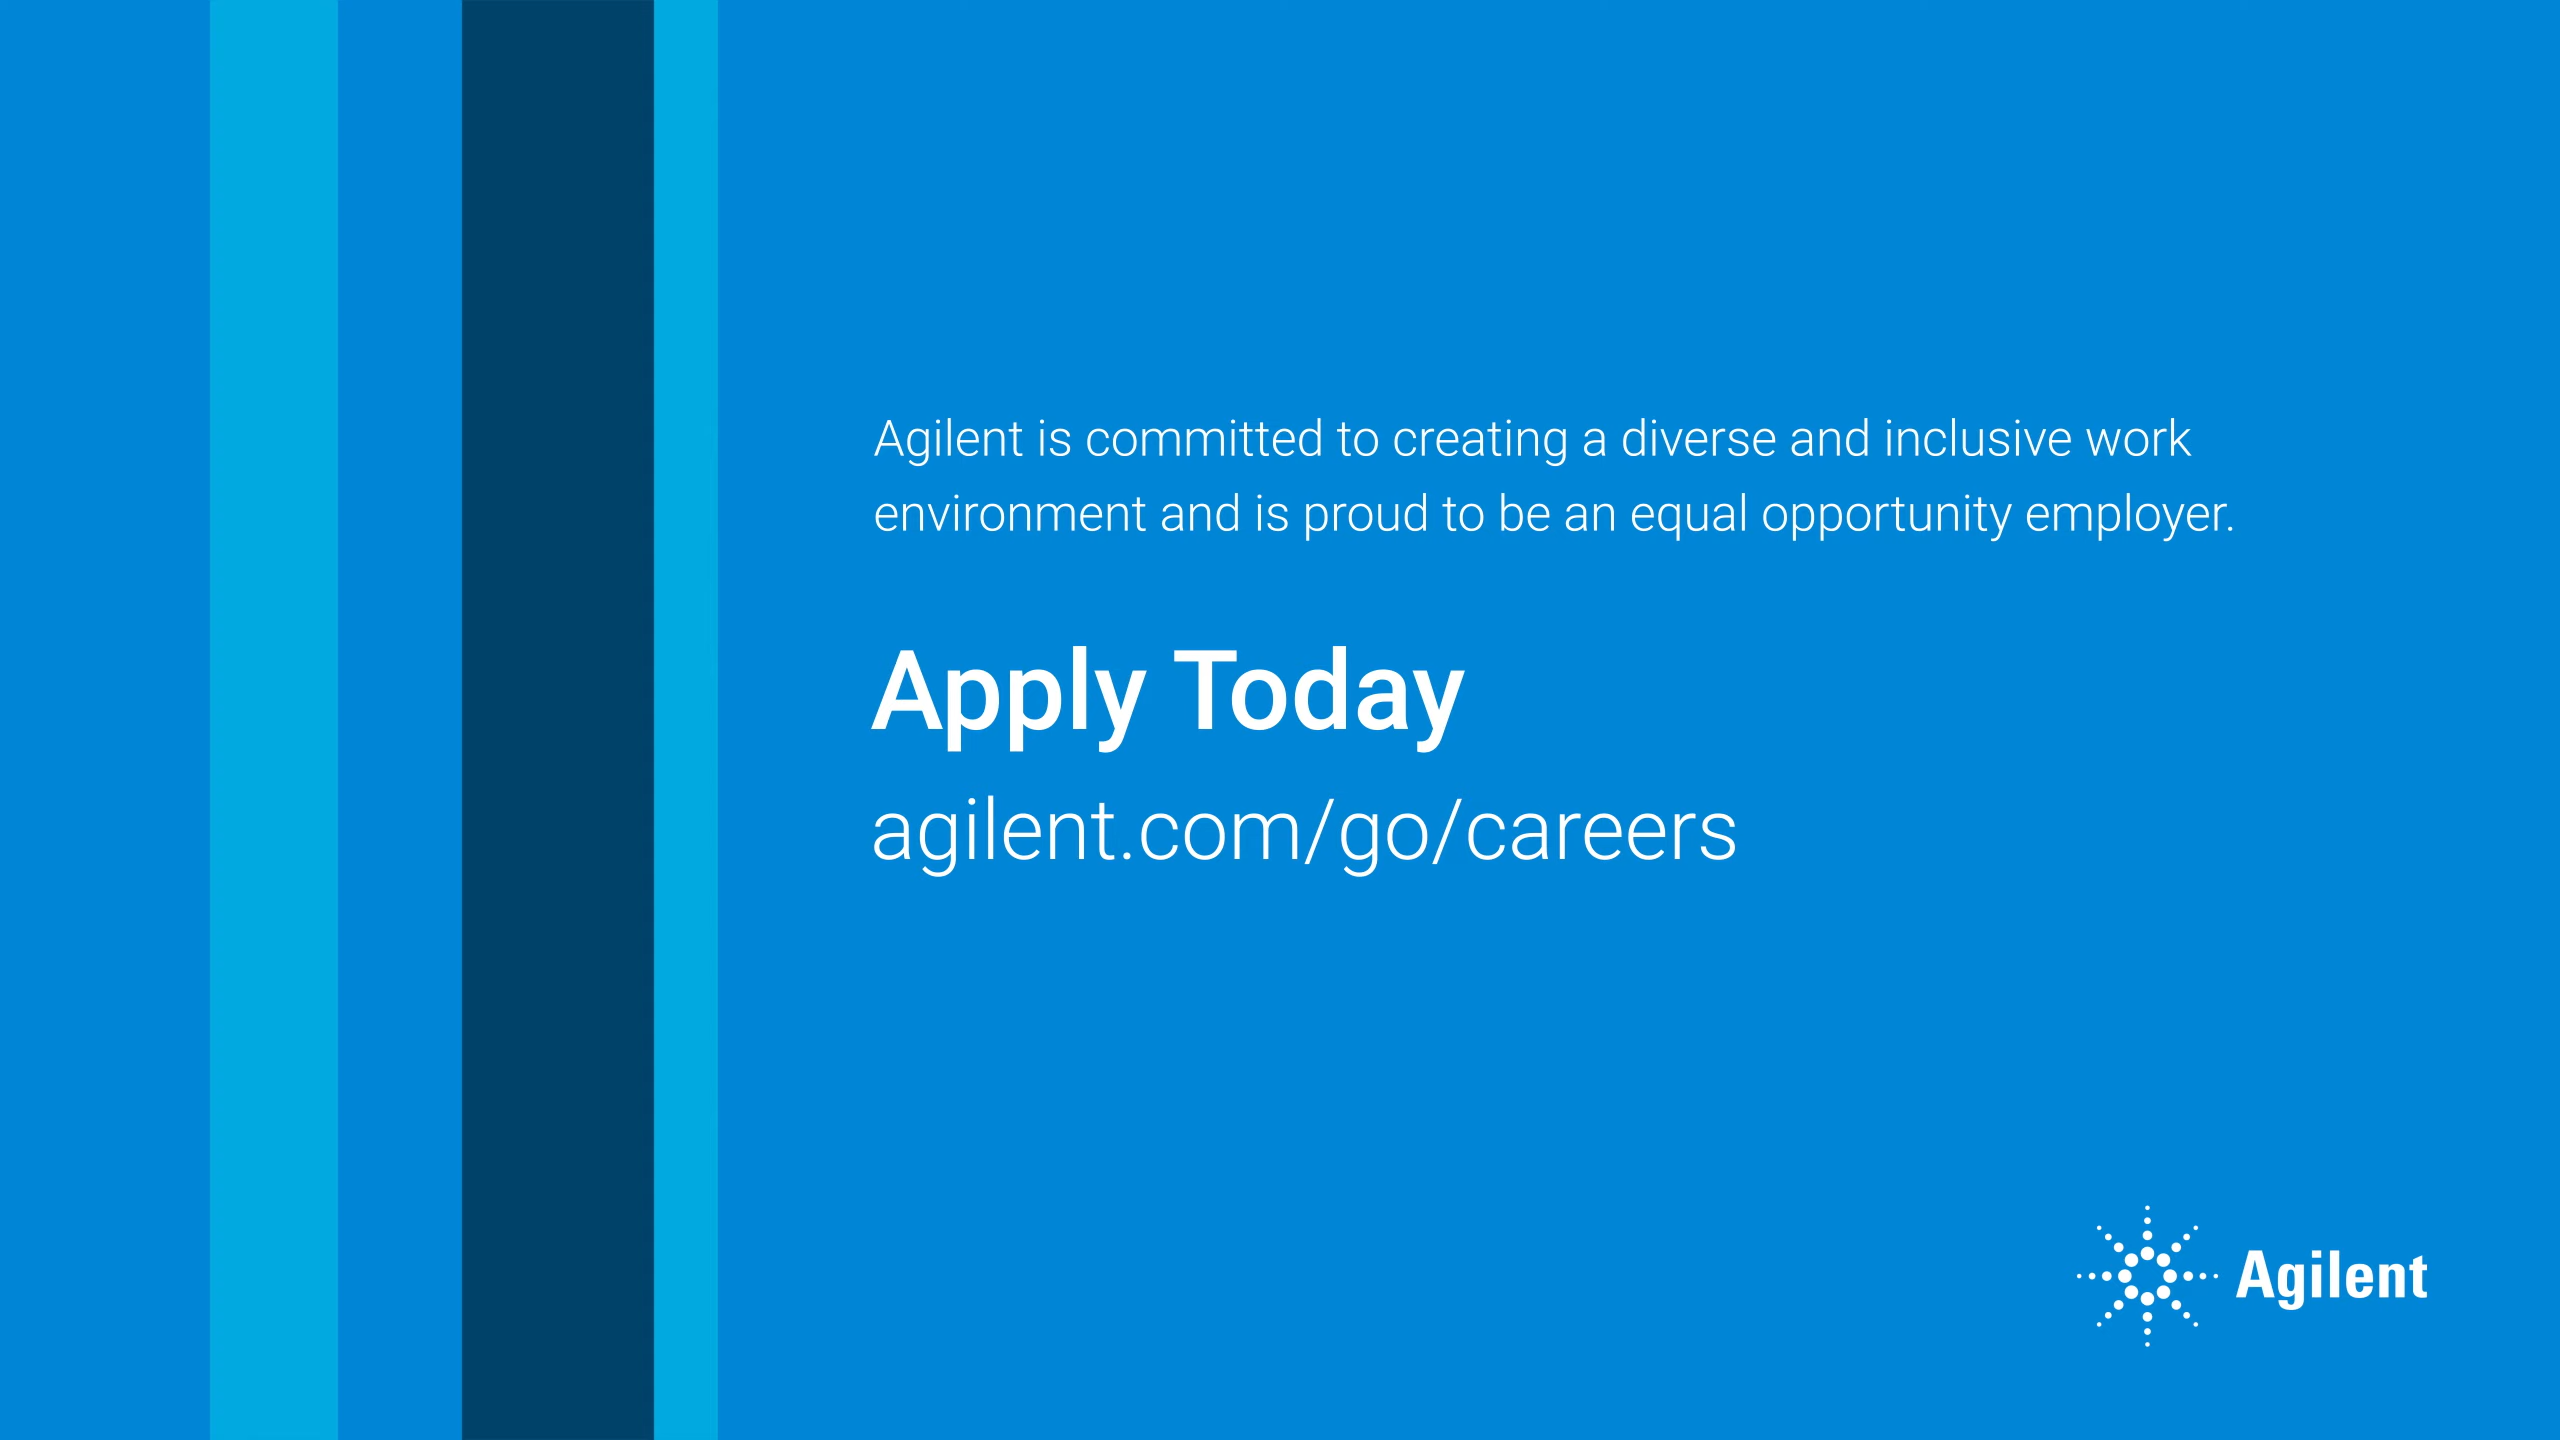 Agilent is committed to creating a diverse and inclusive work
environment and is proud to be an equal opportunity employer.
Apply Today
agilent.com/go/careers
Agilent